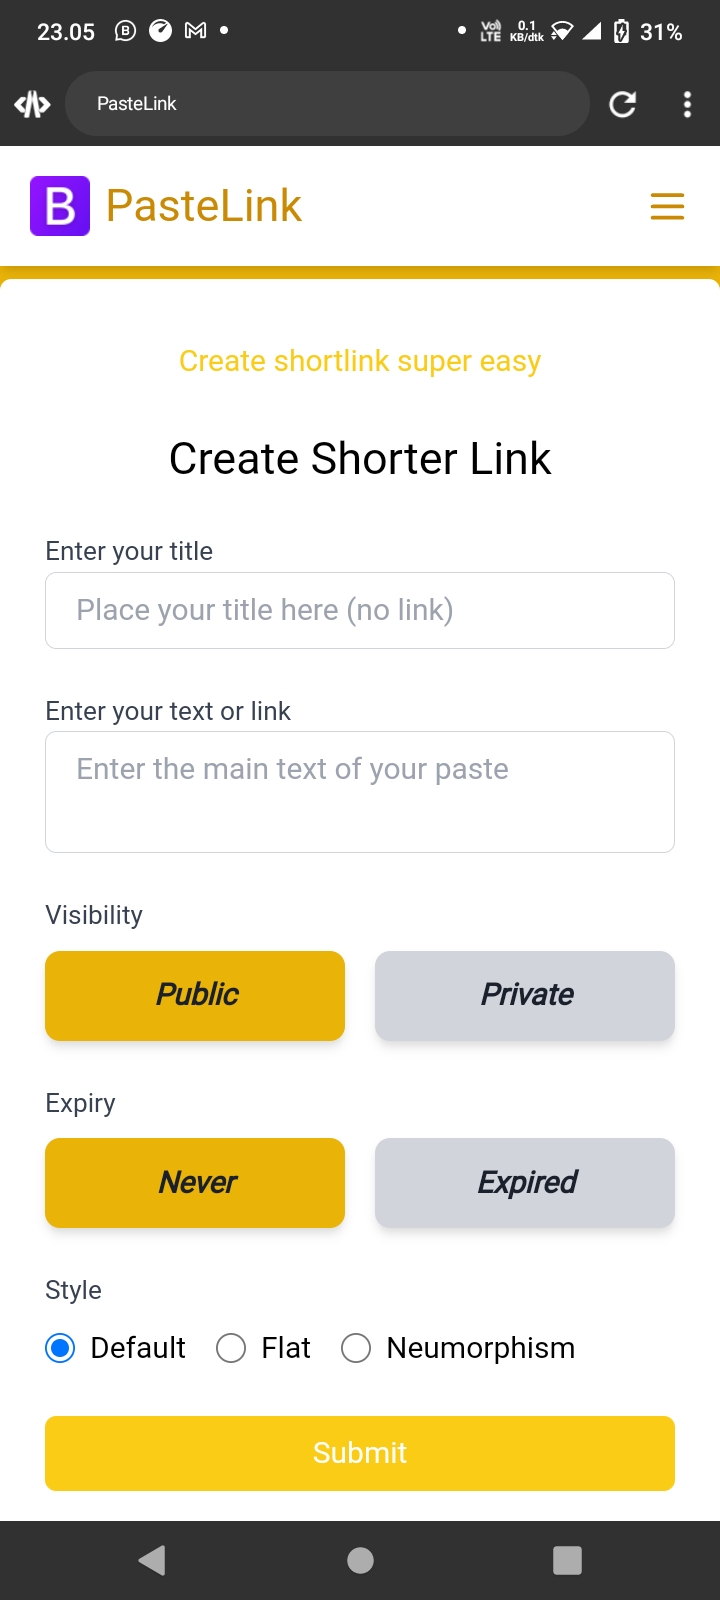 23.05
Vo) LTE
0.1 KB/dtk
31%
PasteLink
B PasteLink
Create shortlink super easy
Create Shorter Link
Enter your title
Place your title here (no link)
Enter your text or link
Enter the main text of your paste
Visibility
Public Private
Expiry
Never Expired
Style
Default Flat Neumorphism
Submit